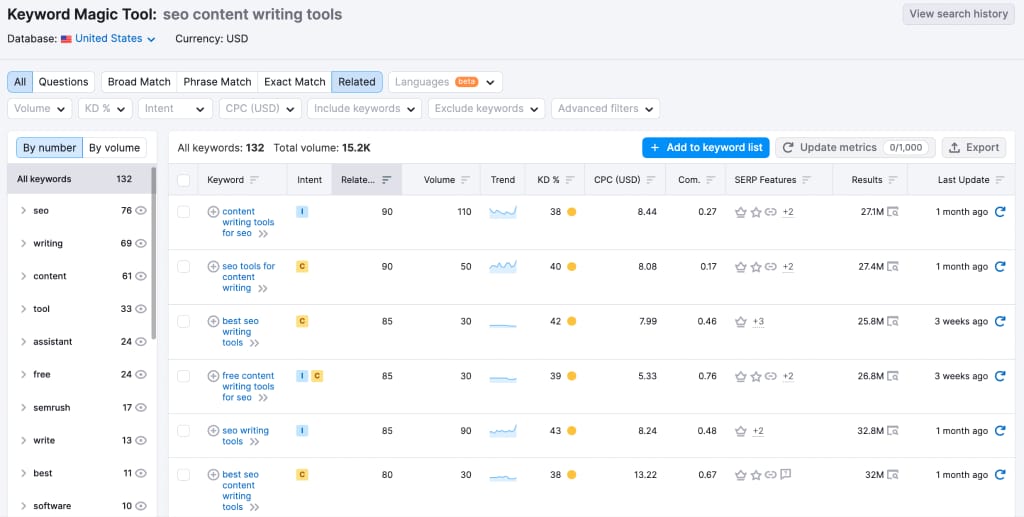 Keyword Magic Tool: seo content writing tools
View search history
Database: United States
Currency: USD
All Questions Broad Match Phrase Match Exact Match Related Languages beta
Volume KD % Intent CPC (USD) Include keywords Exclude keywords Advanced filters
By number By volume
All keywords 132
seo 76
writing 69
content 61
tool 33
assistant 24
free 24
semrush 17
write 13
best 11
software 10
All keywords: 132 Total volume: 15.2K
+ Add to keyword list
Update metrics 0/1,000
Export
Keyword Intent Relate... Volume Trend KD % CPC (USD) Com. SERP Features Results Last Update
content I 90 110 38 8.44 0.27 +2 27.1M 1 month ago
writing tools
for seo
seo tools for C 90 50 40 8.08 0.17 +2 27.4M 1 month ago
content
writing
best seo C 85 30 42 7.99 0.46 +3 25.8M 3 weeks ago
writing
tools
free content I C 85 30 39 5.33 0.76 +2 26.8M 3 weeks ago
writing tools
for seo
seo writing I 85 90 43 8.24 0.48 +2 32.8M 1 month ago
tools
best seo C 80 30 38 13.22 0.67 32M 1 month ago
content
writing
tools